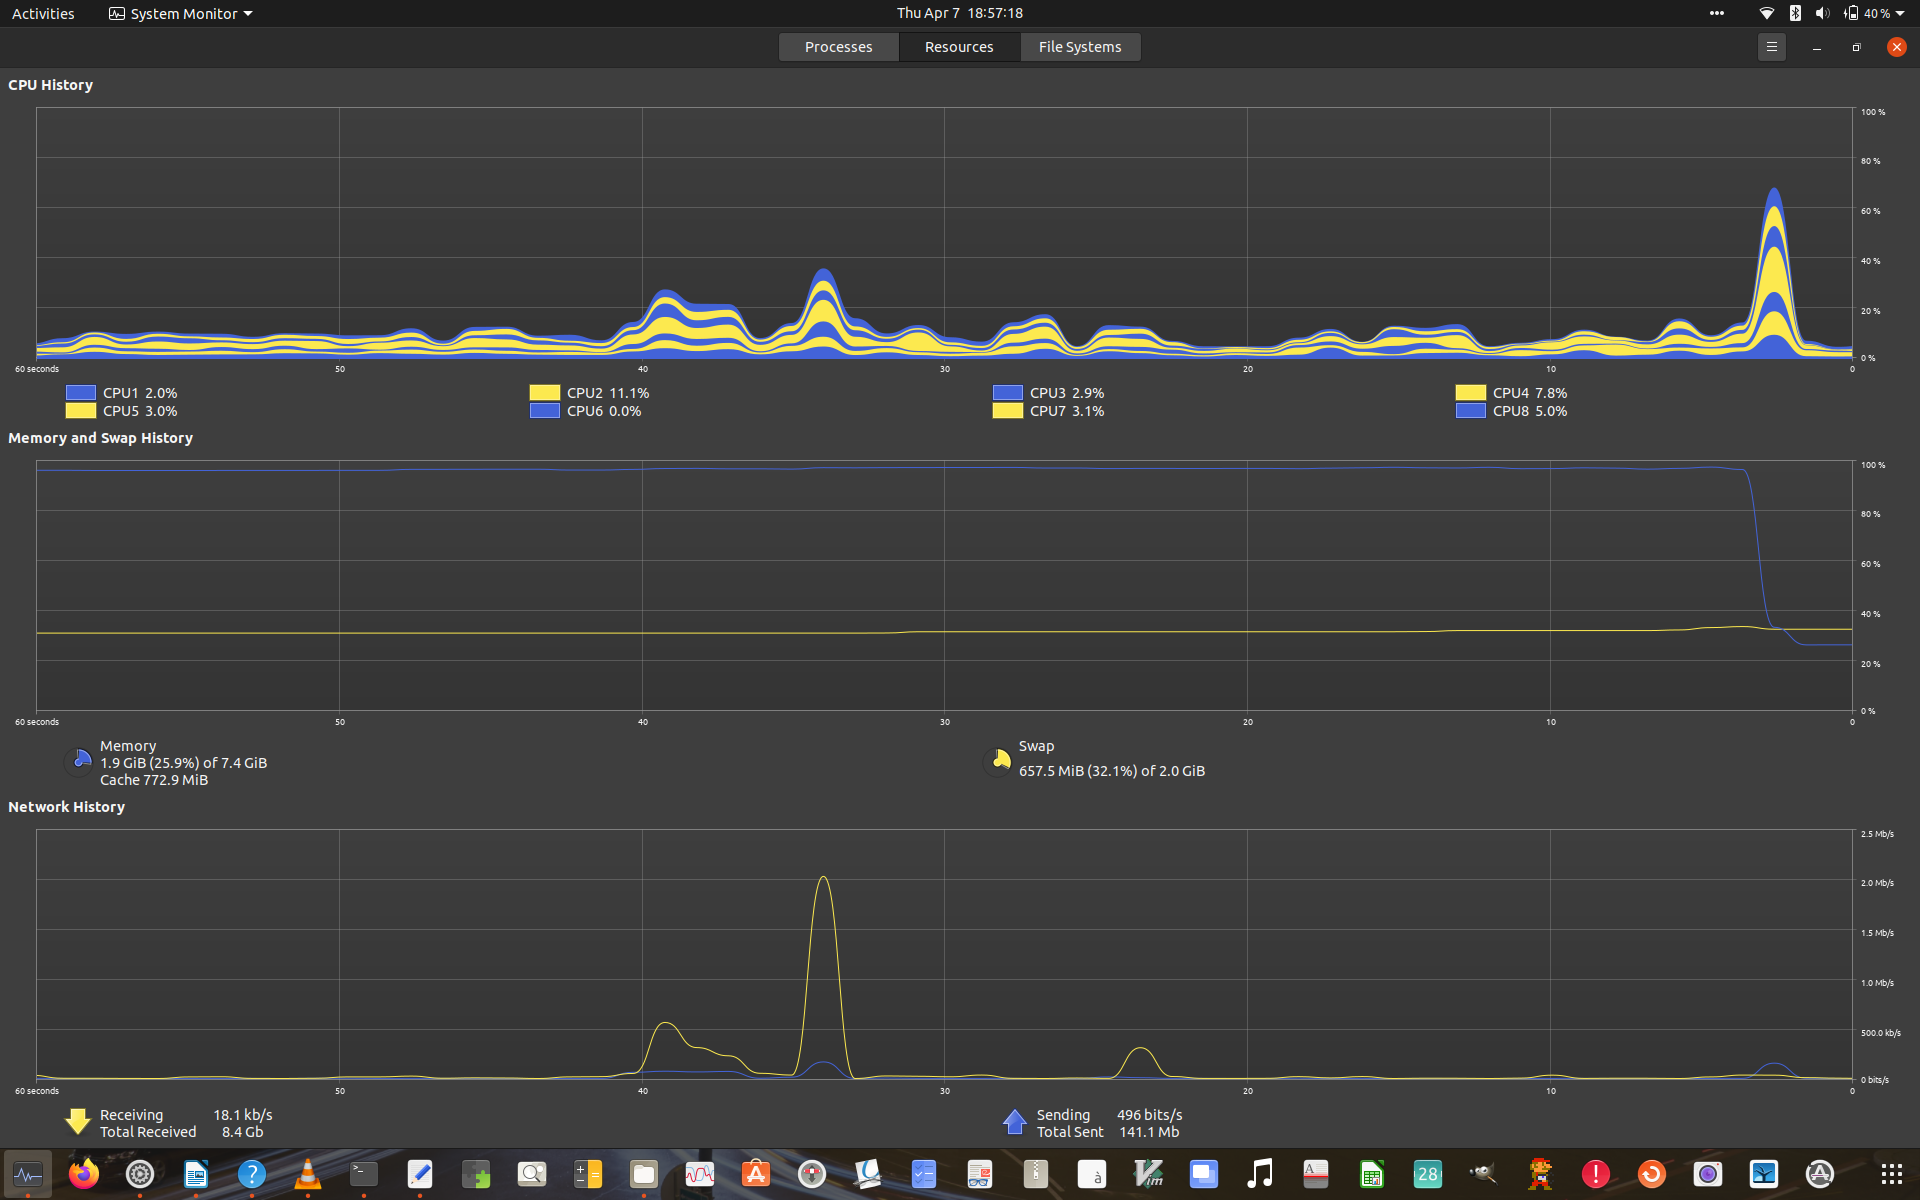 Activities System Monitor Thu Apr 7 18:57:18 40 %
Processes Resources File Systems
CPU History
100 %
80 %
60 %
40 %
20 %
0 %
60 seconds 50 40 30 20 10 0
CPU1 2.0% CPU2 11.1% CPU3 2.9% CPU4 7.8%
CPU5 3.0% CPU6 0.0% CPU7 3.1% CPU8 5.0%
Memory and Swap History
100 %
80 %
60 %
40 %
20 %
0 %
60 seconds 50 40 30 20 10 0
Memory
1.9 GiB (25.9%) of 7.4 GiB
Cache 772.9 MiB
Swap
657.5 MiB (32.1%) of 2.0 GiB
Network History
2.5 Mb/s
2.0 Mb/s
1.5 Mb/s
1.0 Mb/s
500.0 kb/s
0 bits/s
60 seconds 50 40 30 20 10 0
Receiving 18.1 kb/s
Total Received 8.4 Gb
Sending 496 bits/s
Total Sent 141.1 Mb
à Vim 28